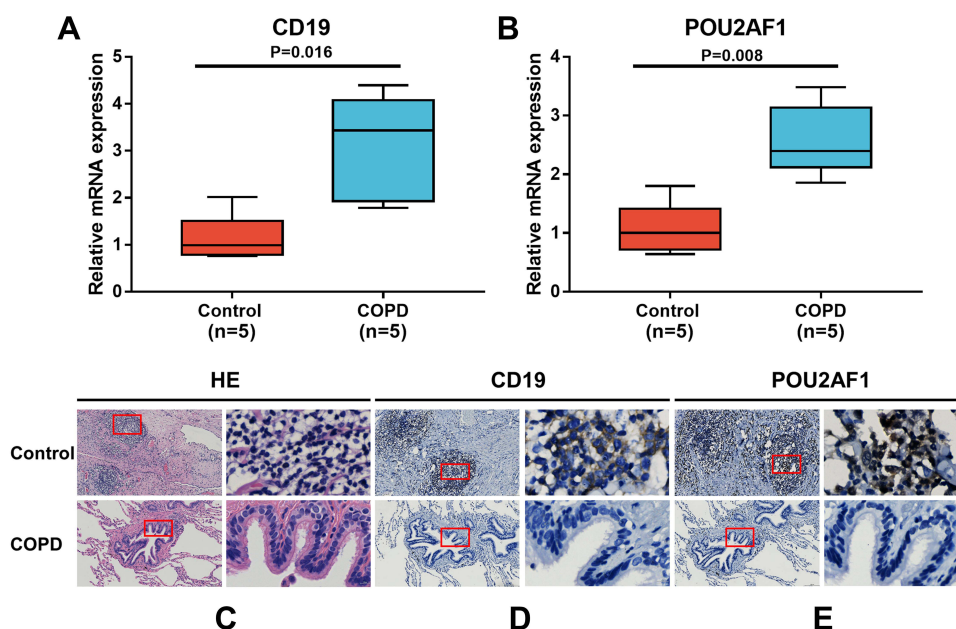 A
CD19
P=0.016
Relative mRNA expression
5
4
3
2
1
0
Control
(n=5)
COPD
(n=5)
B
POU2AF1
P=0.008
Relative mRNA expression
4
3
2
1
0
Control
(n=5)
COPD
(n=5)
HE
CD19
POU2AF1
Control
COPD
C
D
E